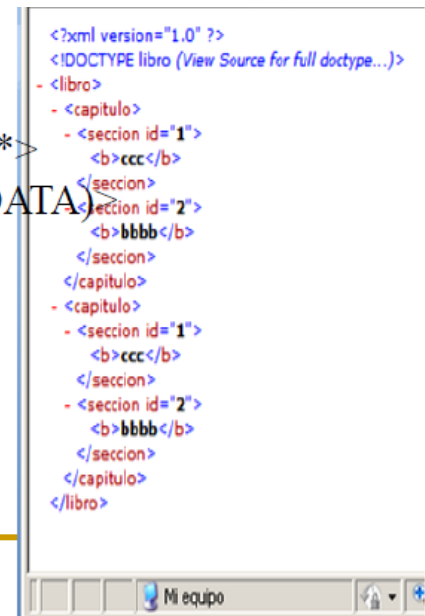 <?xml version="1.0" ?>
<!DOCTYPE libro (View Source for full doctype...)>
- <libro>
- <capitulo>
- <seccion id="1">
*>
<b>ccc</b>
</seccion>
DATA)>
- <seccion id="2">
<b>bbbb</b>
</seccion>
</capitulo>
- <capitulo>
- <seccion id="1">
<b>ccc</b>
</seccion>
- <seccion id="2">
<b>bbbb</b>
</seccion>
</capitulo>
</libro>
Mi equipo